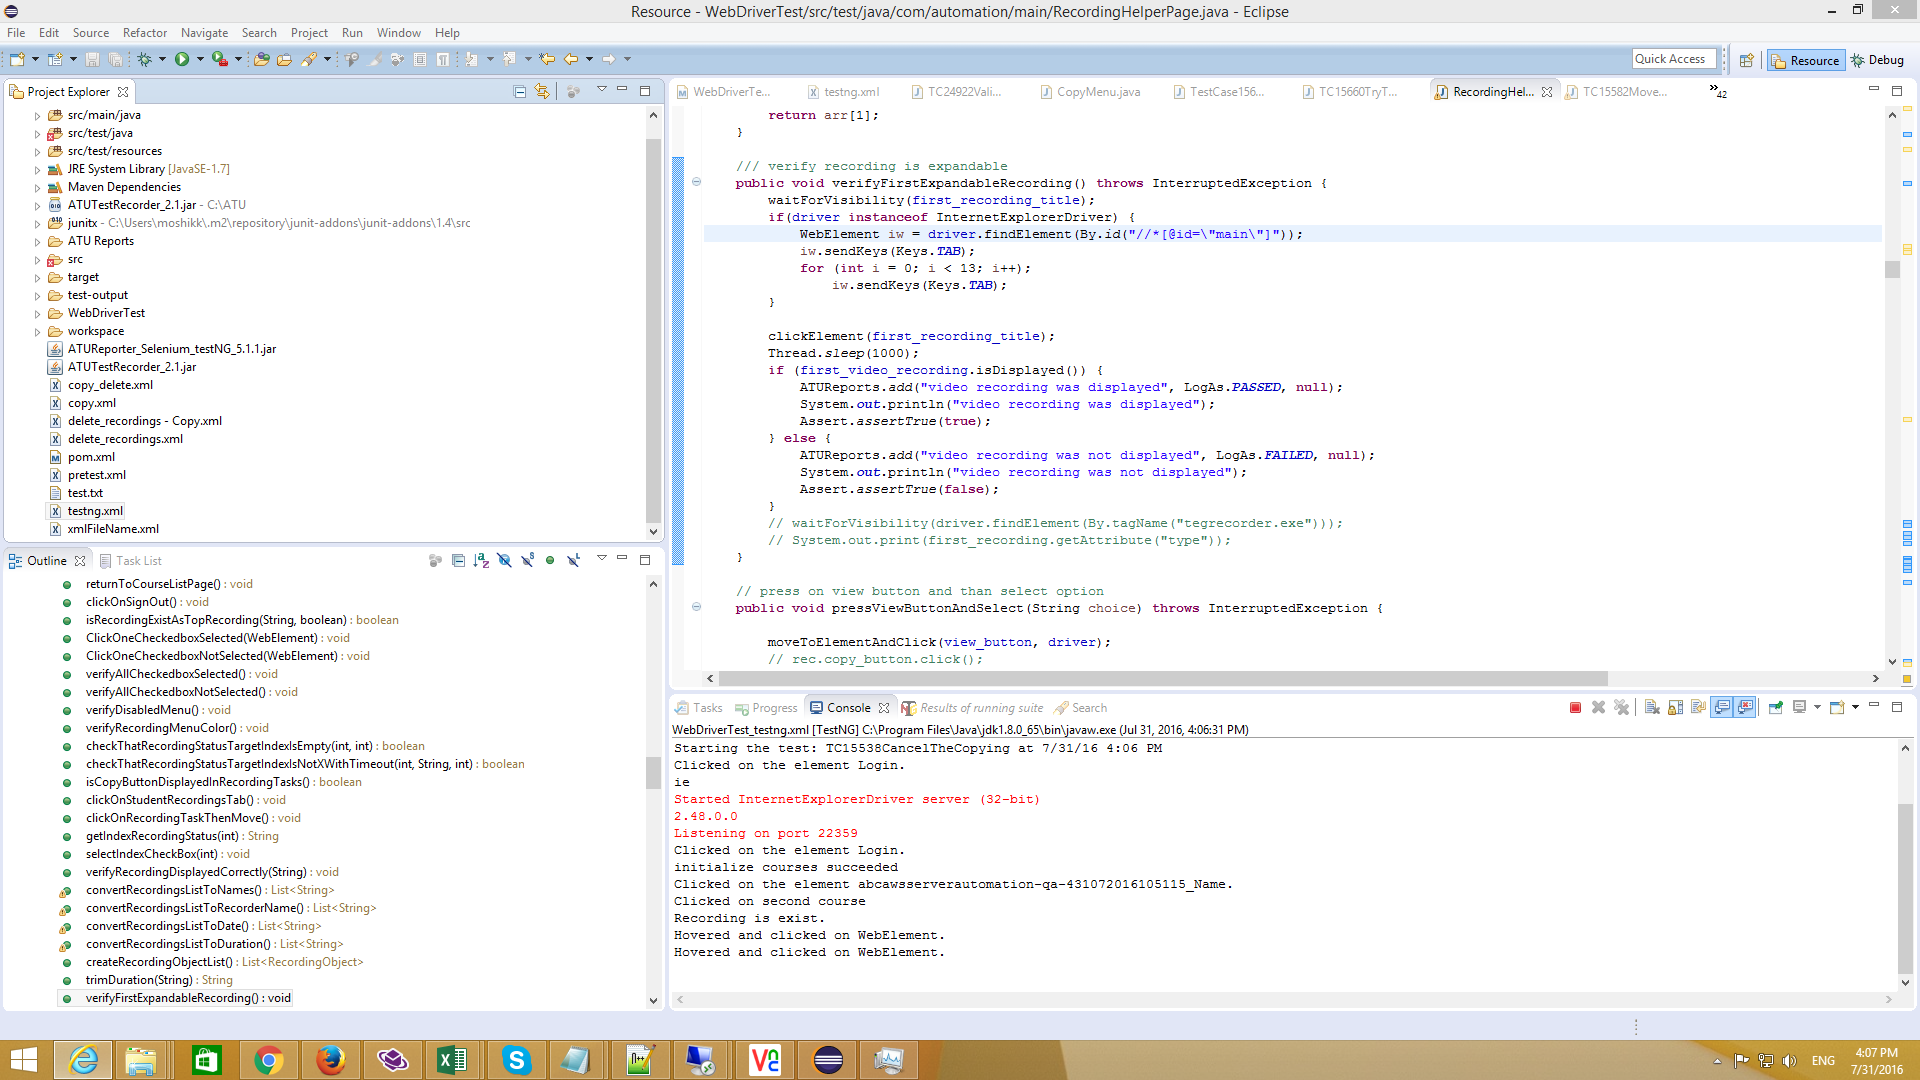 Resource - WebDriverTest/src/test/java/com/automation/main/RecordingHelperPage.java - Eclipse
File Edit Source Refactor Navigate Search Project Run Window Help
Quick Access
Resource
Debug
Project Explorer
src/main/java
src/test/java
src/test/resources
JRE System Library [JavaSE-1.7]
Maven Dependencies
ATUTestRecorder_2.1.jar - C:\ATU
junitx - C:\Users\moshikk\.m2\repository\junit-addons\junit-addons\1.4\src
ATU Reports
src
target
test-output
WebDriverTest
workspace
ATUReporter_Selenium_testNG_5.1.1.jar
ATUTestRecorder_2.1.jar
copy_delete.xml
copy.xml
delete_recordings - Copy.xml
delete_recordings.xml
pom.xml
pretest.xml
test.txt
testng.xml
xmlFileName.xml
Outline
Task List
returnToCourseListPage() : void
clickOnSignOut() : void
isRecordingExistAsTopRecording(String, boolean) : boolean
ClickOneCheckedboxSelected(WebElement) : void
ClickOneCheckedboxNotSelected(WebElement) : void
verifyAllCheckedboxSelected() : void
verifyAllCheckedboxNotSelected() : void
verifyDisabledMenu() : void
verifyRecordingMenuColor() : void
checkThatRecordingStatusTargetIndexIsEmpty(int, int) : boolean
checkThatRecordingStatusTargetIndexIsNotXWithTimeout(int, String, int) : boolean
isCopyButtonDisplayedInRecordingTasks() : boolean
clickOnStudentRecordingsTab() : void
clickOnRecordingTaskThenMove() : void
getIndexRecordingStatus(int) : String
selectIndexCheckBox(int) : void
verifyRecordingDisplayedCorrectly(String) : void
convertRecordingsListToNames() : List<String>
convertRecordingsListToRecorderName() : List<String>
convertRecordingsListToDate() : List<String>
convertRecordingsListToDuration() : List<String>
createRecordingObjectList() : List<RecordingObject>
trimDuration(String) : String
verifyFirstExpandableRecording() : void
WebDriverTe...
testng.xml
TC24922Vali...
CopyMenu.java
TestCase156...
TC15660TryT...
RecordingHel...
TC15582Move...
»42
return arr[1];
}
/// verify recording is expandable
public void verifyFirstExpandableRecording() throws InterruptedException {
waitForVisibility(first_recording_title);
if(driver instanceof InternetExplorerDriver) {
WebElement iw = driver.findElement(By.id("//*[@id=\"main\"]"));
iw.sendKeys(Keys.TAB);
for (int i = 0; i < 13; i++);
iw.sendKeys(Keys.TAB);
}
clickElement(first_recording_title);
Thread.sleep(1000);
if (first_video_recording.isDisplayed()) {
ATUReports.add("video recording was displayed", LogAs.PASSED, null);
System.out.println("video recording was displayed");
Assert.assertTrue(true);
} else {
ATUReports.add("video recording was not displayed", LogAs.FAILED, null);
System.out.println("video recording was not displayed");
Assert.assertTrue(false);
}
// waitForVisibility(driver.findElement(By.tagName("tegrecorder.exe")));
// System.out.print(first_recording.getAttribute("type"));
}
// press on view button and than select option
public void pressViewButtonAndSelect(String choice) throws InterruptedException {
moveToElementAndClick(view_button, driver);
// rec.copy_button.click();
Tasks
Progress
Console
Results of running suite
Search
WebDriverTest_testng.xml [TestNG] C:\Program Files\Java\jdk1.8.0_65\bin\javaw.exe (Jul 31, 2016, 4:06:31 PM)
Starting the test: TC15538CancelTheCopying at 7/31/16 4:06 PM
Clicked on the element Login.
ie
Started InternetExplorerDriver server (32-bit)
2.48.0.0
Listening on port 22359
Clicked on the element Login.
initialize courses succeeded
Clicked on the element abcawsserverautomation-qa-431072016105115_Name.
Clicked on second course
Recording is exist.
Hovered and clicked on WebElement.
Hovered and clicked on WebElement.
ENG
4:07 PM
7/31/2016